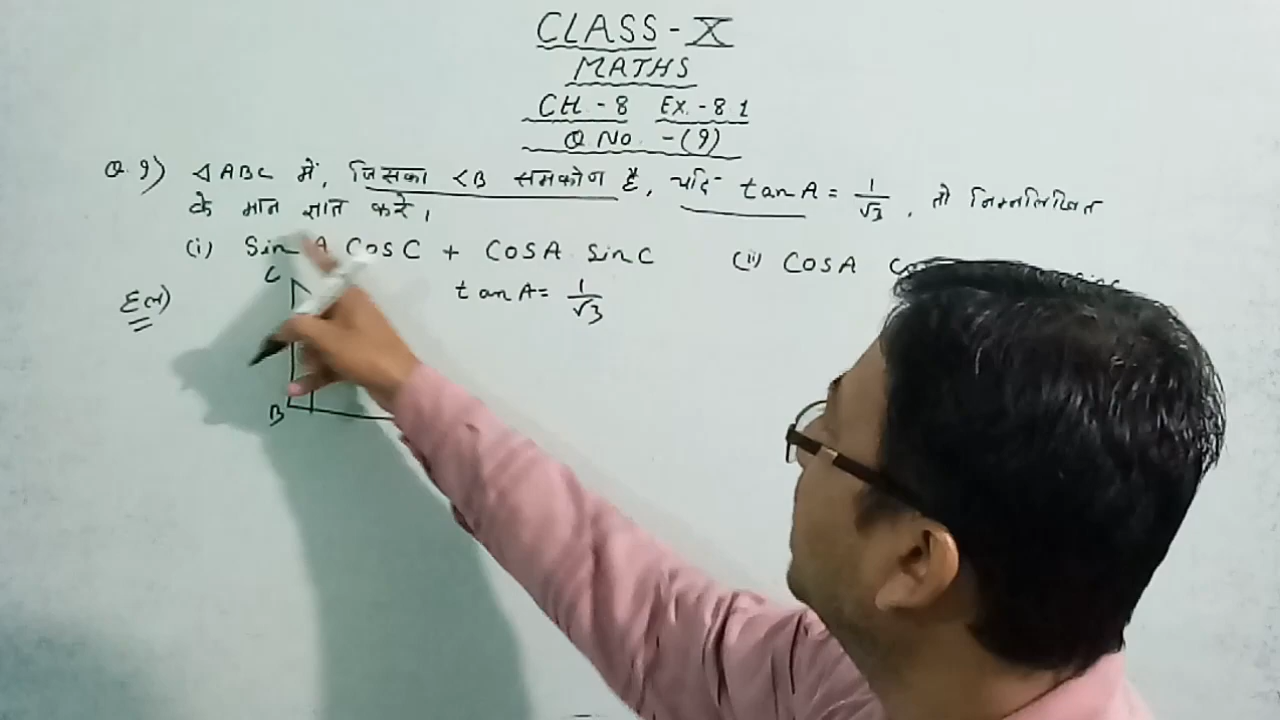 CLASS - X
MATHS
CH. - 8 EX. - 8.1
Q NO. - (9)
Q. 9) △ABC में, जिसका <B समकोण है, यदि tan A = 1/√3, तो निम्नलिखित
के मान ज्ञात करें।
(i) Sin A Cos C + Cos A Sin C (ii) Cos A
हल) C tan A = 1/√3
B